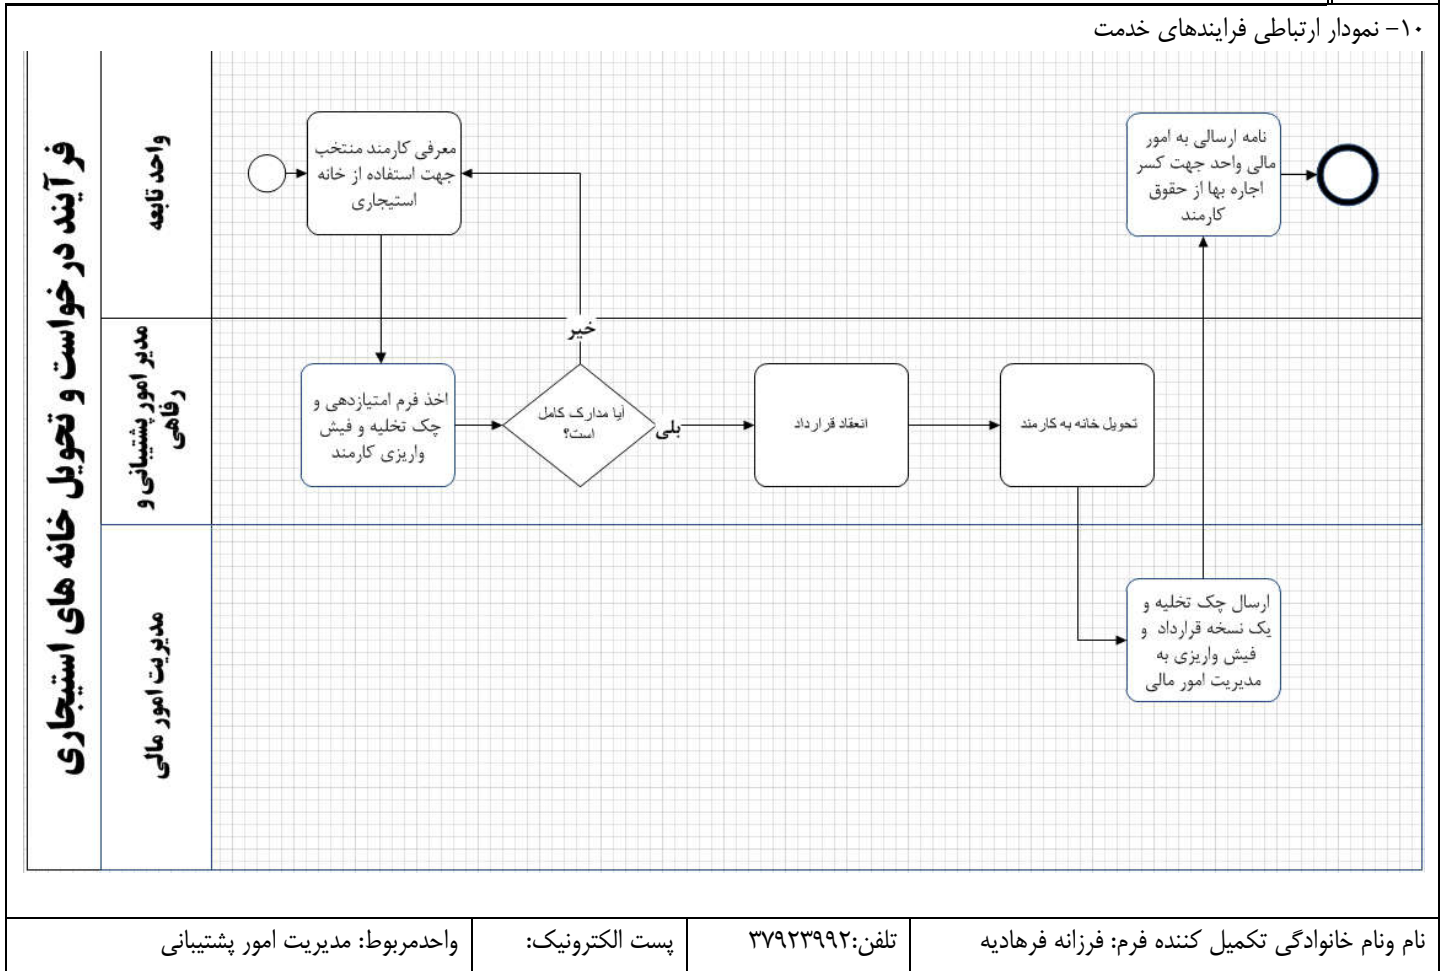 ۱۰- نمودار ارتباطی فرایندهای خدمت
فرآیند درخواست و تحویل خانه های استیجاری
واحد تابعه
معرفی کارمند منتخب
جهت استفاده از خانه
استیجاری
نامه ارسالی به امور
مالی واحد جهت کسر
اجاره بها از حقوق
کارمند
مدیر امور پشتیبانی و
رفاهی
خیر
اخذ فرم امتیازدهی و
چک تخلیه و فیش
واریزی کارمند
آیا مدارک کامل
است؟
بلی
انعقاد قرارداد
تحویل خانه به کارمند
مدیریت امور مالی
ارسال چک تخلیه و
یک نسخه قرارداد و
فیش واریزی به
مدیریت امور مالی
نام ونام خانوادگی تکمیل کننده فرم: فرزانه فرهادیه
تلفن:۳۷۹۲۳۹۹۲
پست الکترونیک:
واحدمربوط: مدیریت امور پشتیبانی